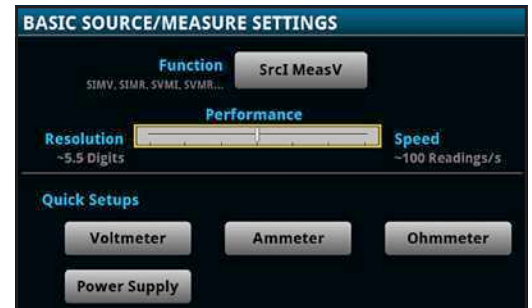 BASIC SOURCE/MEASURE SETTINGS
Function
SrcI MeasV
SIMV, SIMR, SVMI, SVMR...
Performance
Resolution
Speed
~5.5 Digits
~100 Readings/s
Quick Setups
Voltmeter
Ammeter
Ohmmeter
Power Supply